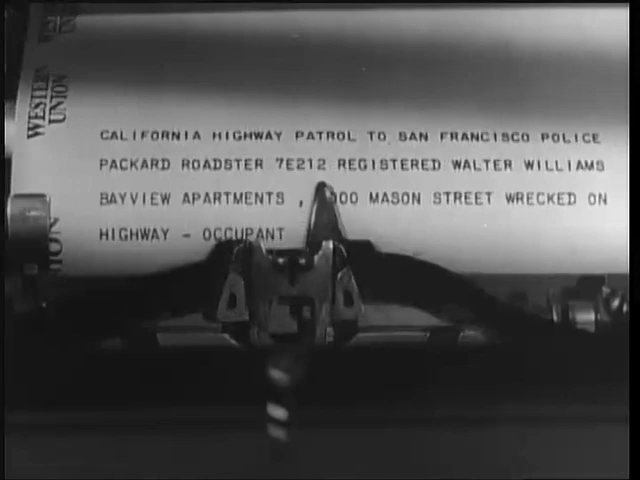 WESTERN
UNION
CALIFORNIA HIGHWAY PATROL TO SAN FRANCISCO POLICE
PACKARD ROADSTER 7E212 REGISTERED WALTER WILLIAMS
BAYVIEW APARTMENTS , 000 MASON STREET WRECKED ON
HIGHWAY - OCCUPANT